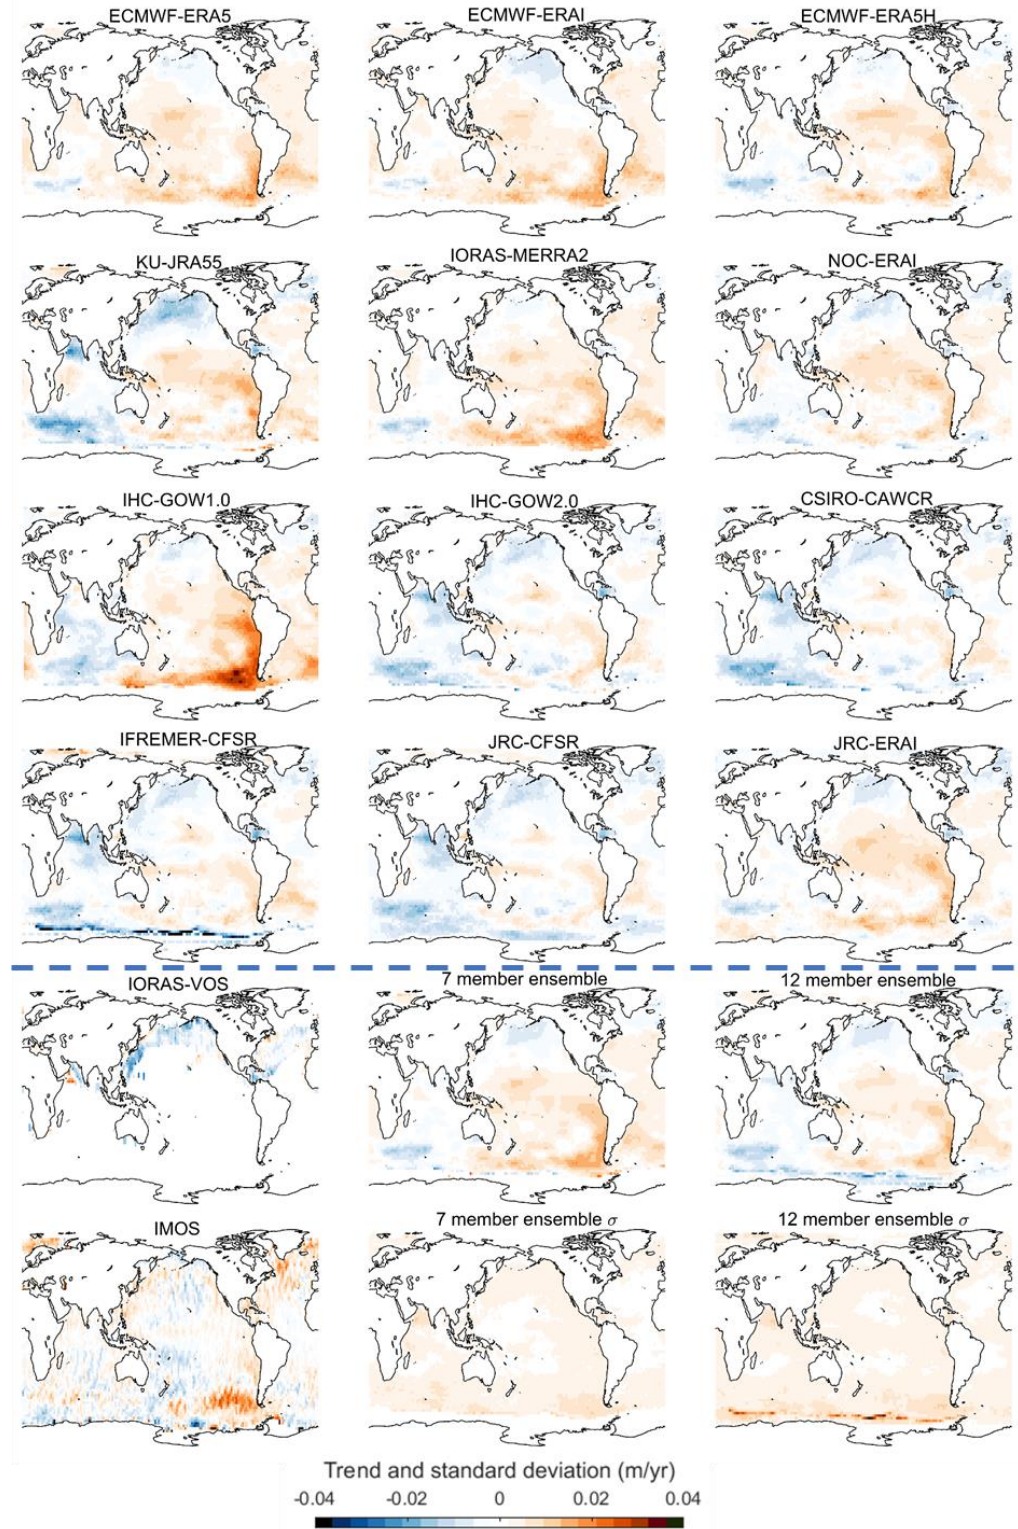 ECMWF-ERA5
ECMWF-ERAI
ECMWF-ERA5H
KU-JRA55
IORAS-MERRA2
NOC-ERAI
IHC-GOW1.0
IHC-GOW2.0
CSIRO-CAWCR
IFREMER-CFSR
JRC-CFSR
JRC-ERAI
IORAS-VOS
7 member ensemble
12 member ensemble
IMOS
7 member ensemble σ
12 member ensemble σ
Trend and standard deviation (m/yr)
-0.04 -0.02 0 0.02 0.04